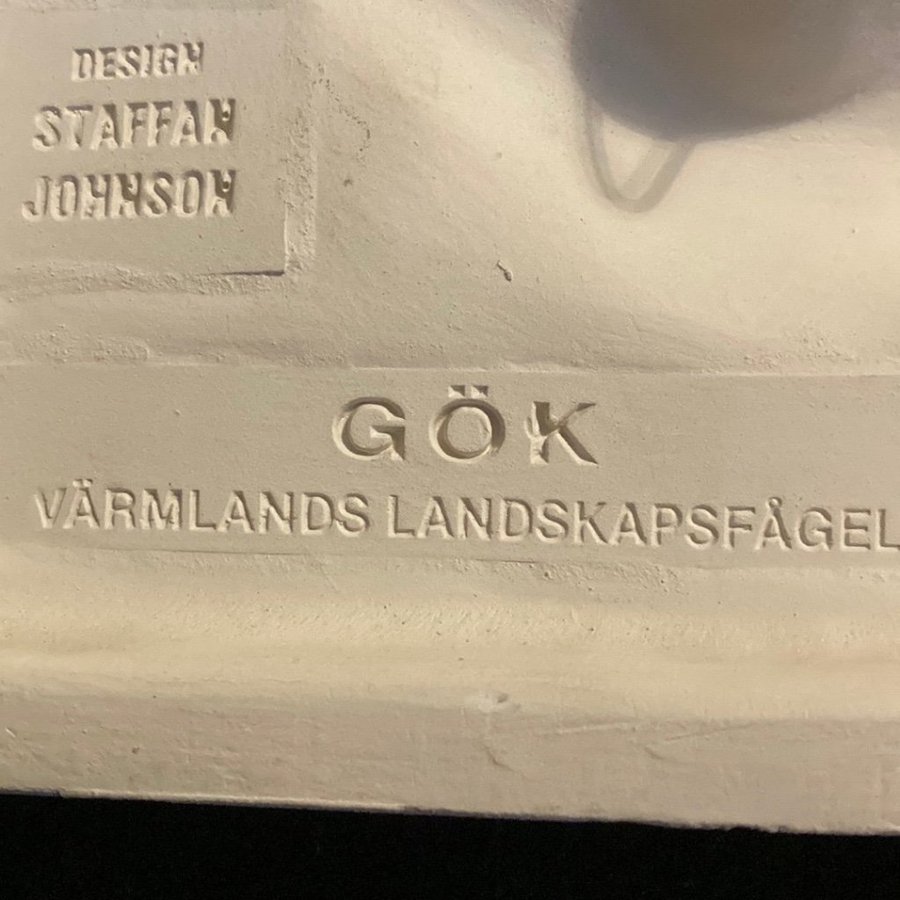 DESIGN
STAFFAN
JOHNSON
GÖK
VÄRMLANDS LANDSKAPSFÅGEL